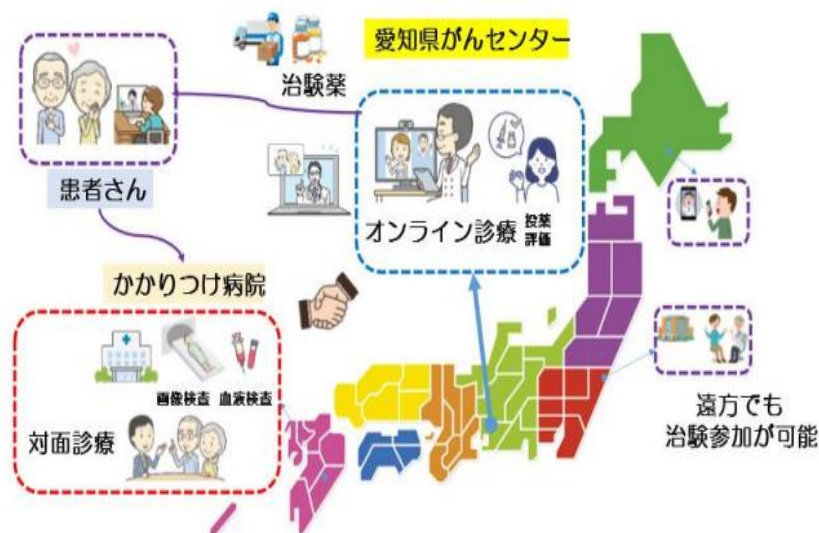 愛知県がんセンター
治験薬
患者さん
オンライン診療
投薬
評価
かかりつけ病院
画像検査 血液検査
対面診療
遠方でも
治験参加が可能